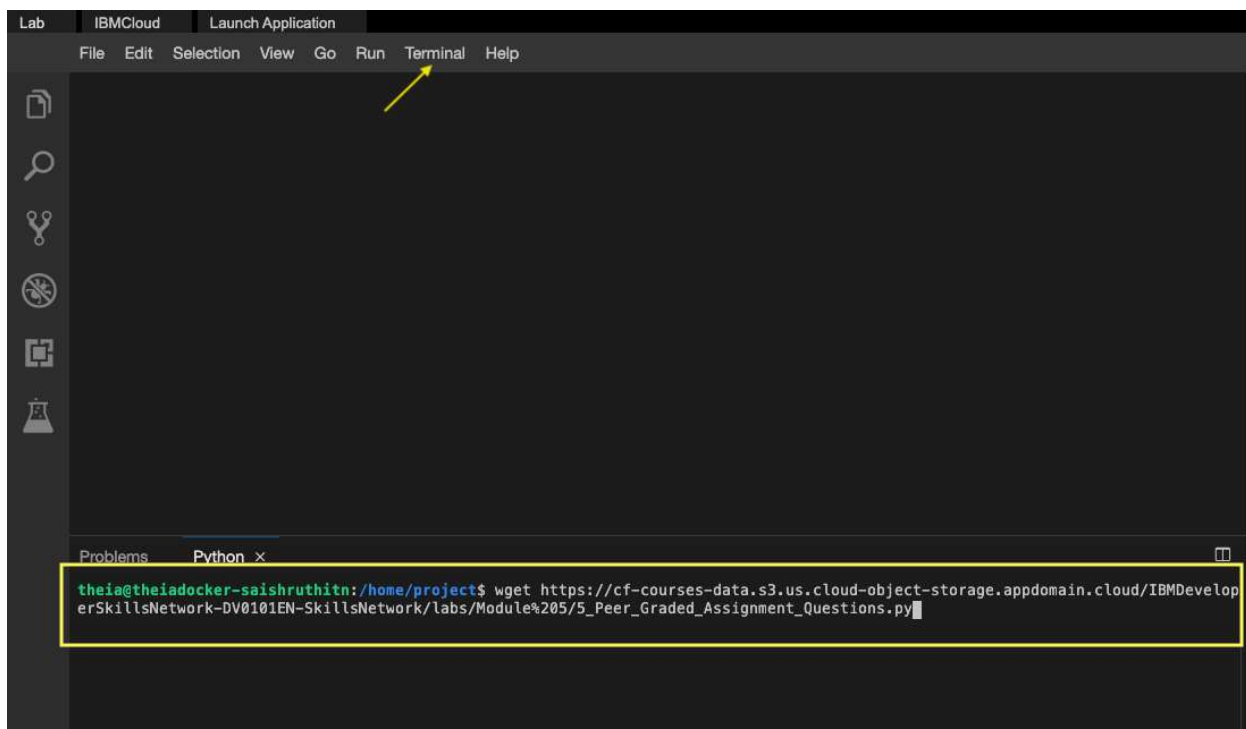 Lab IBMCloud Launch Application
File Edit Selection View Go Run Terminal Help
Problems Python ×
theia@theiadocker-saishruthitn:/home/project$ wget https://cf-courses-data.s3.us.cloud-object-storage.appdomain.cloud/IBMDevelop
erSkillsNetwork-DV0101EN-SkillsNetwork/labs/Module%205/5_Peer_Graded_Assignment_Questions.py